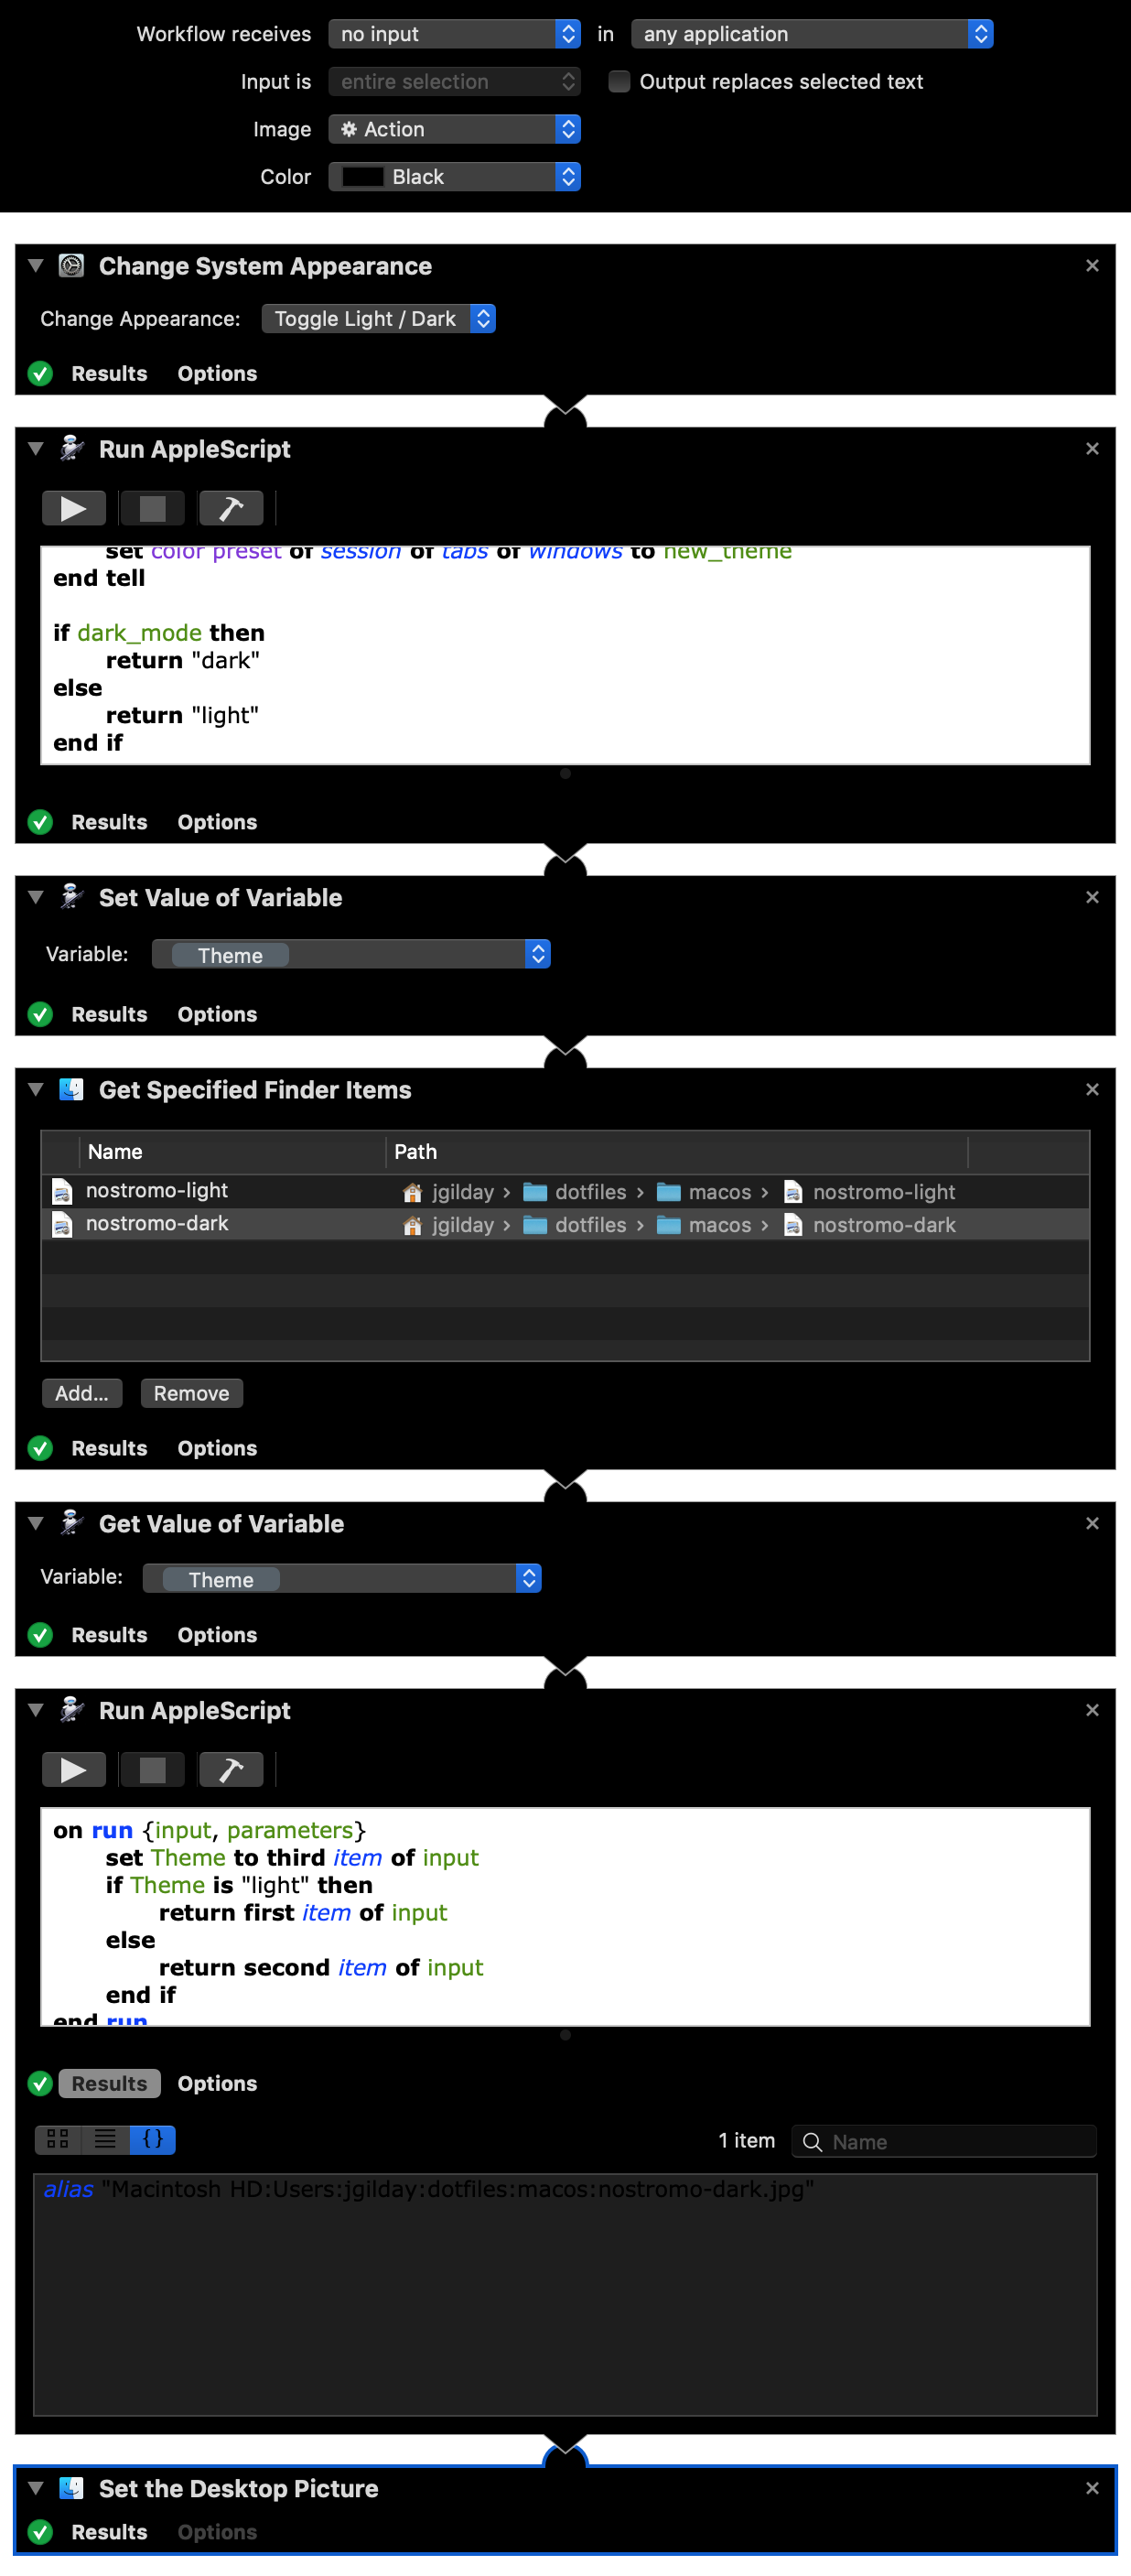 Workflow receives no input in any application
Input is entire selection Output replaces selected text
Image Action
Color Black
Change System Appearance
Change Appearance: Toggle Light / Dark
Results Options
Run AppleScript
set color preset of session of tabs of windows to new_theme
end tell
if dark_mode then
return "dark"
else
return "light"
end if
Results Options
Set Value of Variable
Variable: Theme
Results Options
Get Specified Finder Items
Name Path
nostromo-light jgilday › dotfiles › macos › nostromo-light
nostromo-dark jgilday › dotfiles › macos › nostromo-dark
Add... Remove
Results Options
Get Value of Variable
Variable: Theme
Results Options
Run AppleScript
on run {input, parameters}
set Theme to third item of input
if Theme is "light" then
return first item of input
else
return second item of input
end if
end run
Results Options
{ } 1 item Name
alias "Macintosh HD:Users:jgilday:dotfiles:macos:nostromo-dark.jpg"
Set the Desktop Picture
Results Options